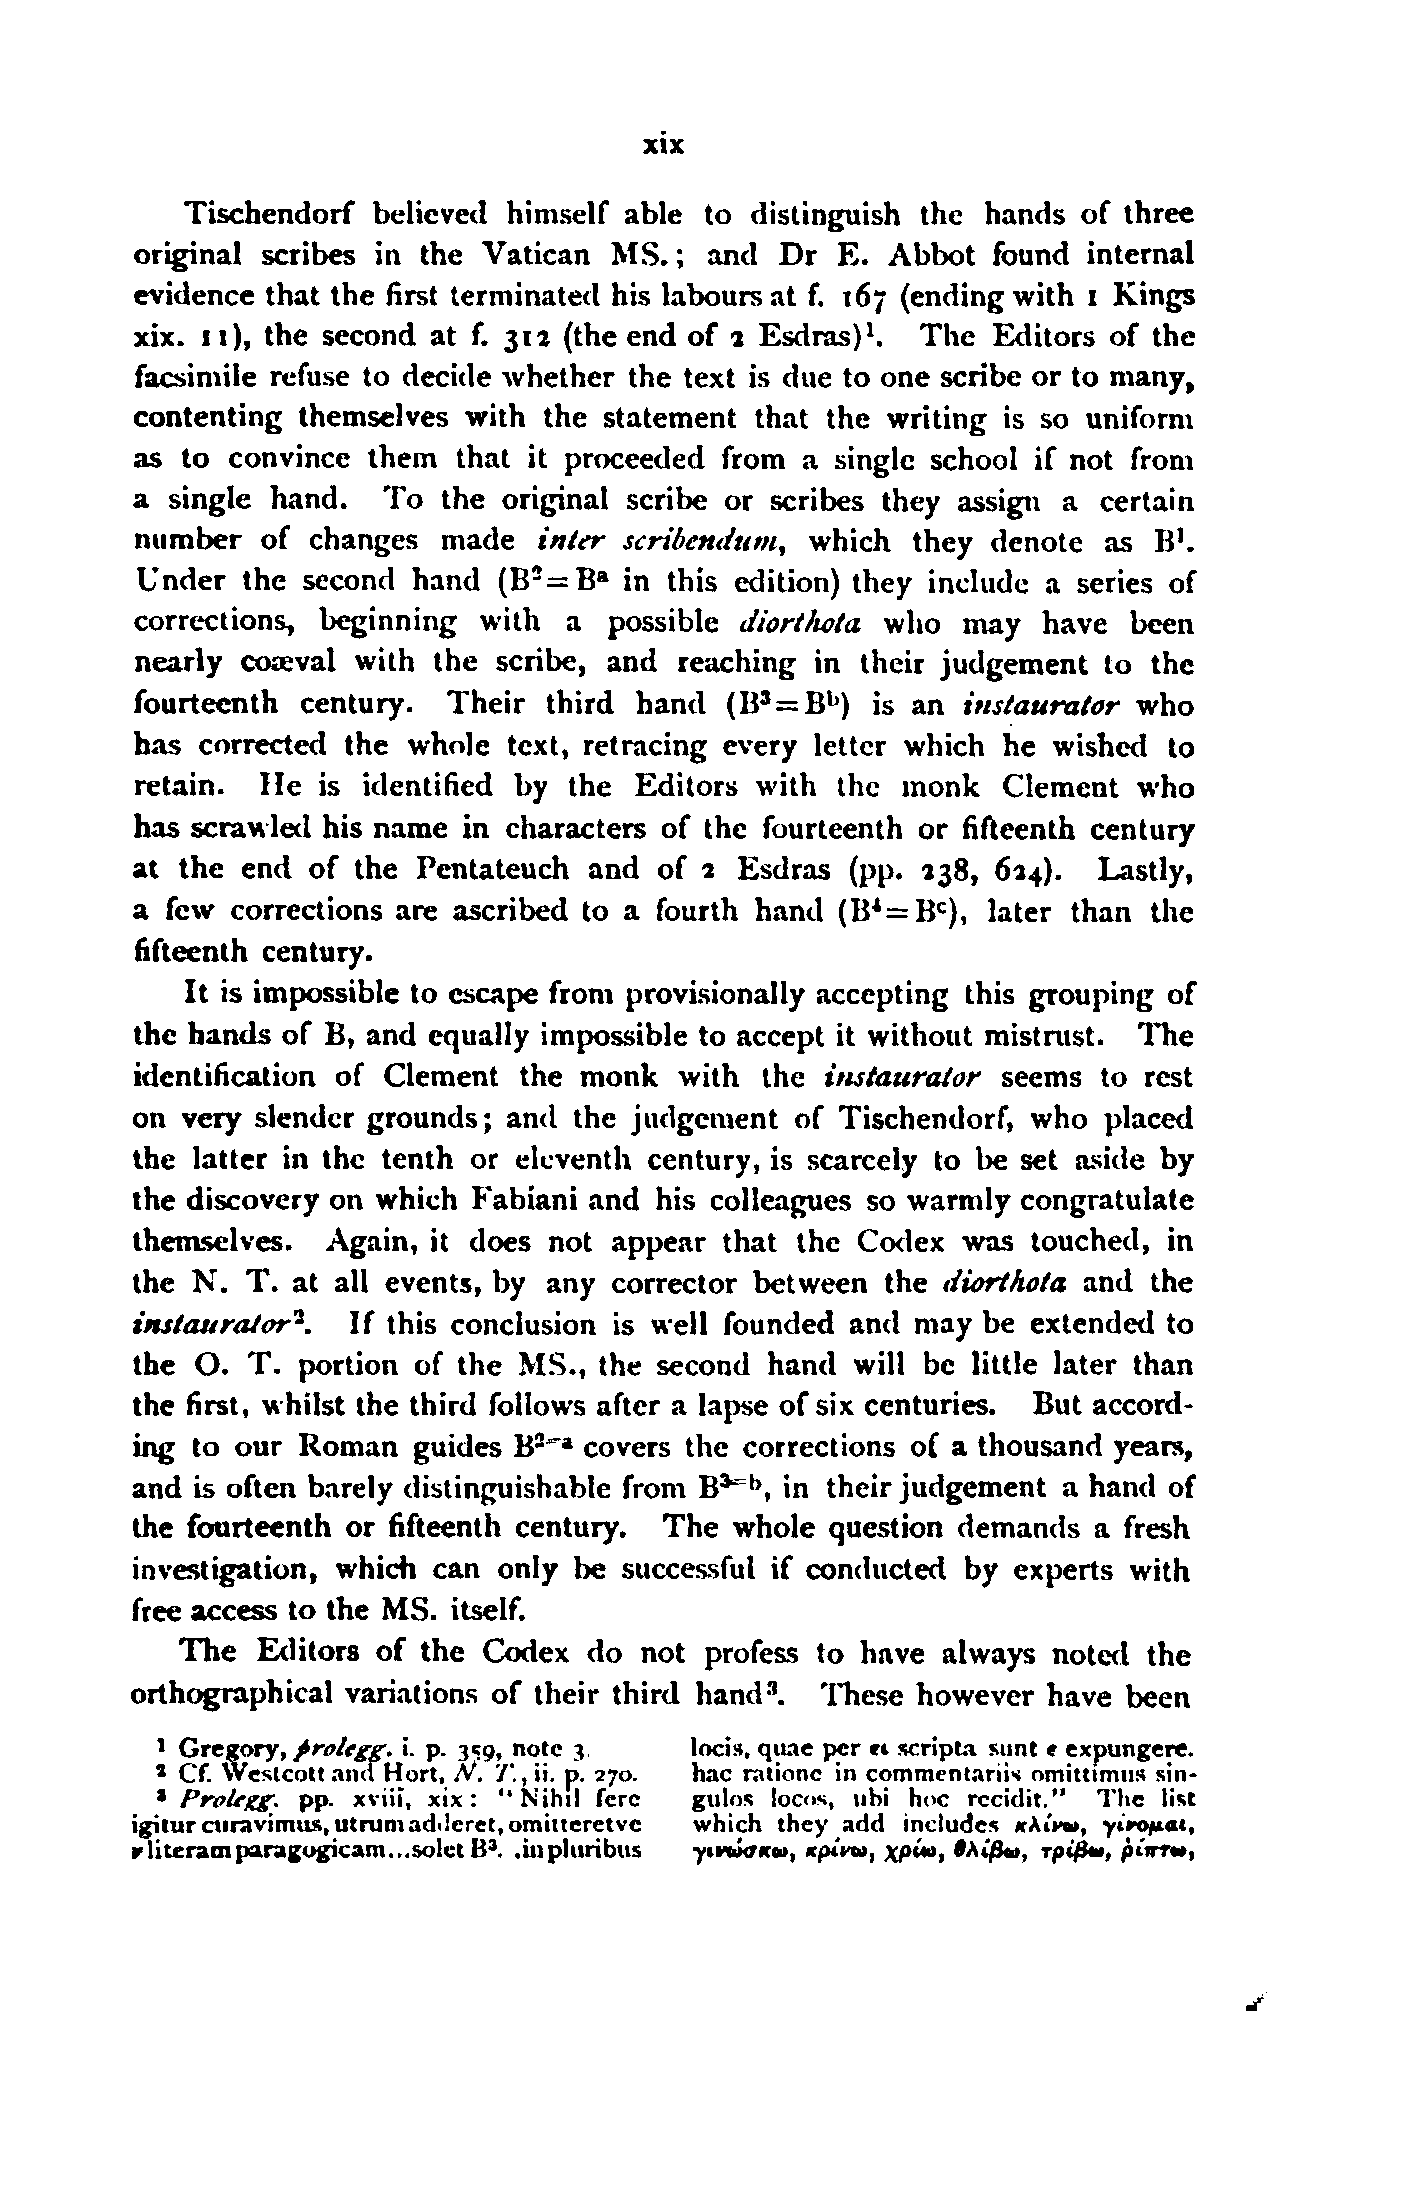 xix
Tischendorf believed himself able to distinguish the hands of three
original scribes in the Vatican MS.; and Dr E. Abbot found internal
evidence that the first terminated his labours at f. 167 (ending with 1 Kings
xix. 11), the second at f. 312 (the end of 2 Esdras)¹. The Editors of the
facsimile refuse to decide whether the text is due to one scribe or to many,
contenting themselves with the statement that the writing is so uniform
as to convince them that it proceeded from a single school if not from
a single hand. To the original scribe or scribes they assign a certain
number of changes made inter scribendum, which they denote as B¹.
Under the second hand (B²=Bᵃ in this edition) they include a series of
corrections, beginning with a possible diorthota who may have been
nearly coæval with the scribe, and reaching in their judgement to the
fourteenth century. Their third hand (B³=Bᵇ) is an instaurator who
has corrected the whole text, retracing every letter which he wished to
retain. He is identified by the Editors with the monk Clement who
has scrawled his name in characters of the fourteenth or fifteenth century
at the end of the Pentateuch and of 2 Esdras (pp. 238, 624). Lastly,
a few corrections are ascribed to a fourth hand (B⁴=Bᶜ), later than the
fifteenth century.
It is impossible to escape from provisionally accepting this grouping of
the hands of B, and equally impossible to accept it without mistrust. The
identification of Clement the monk with the instaurator seems to rest
on very slender grounds; and the judgement of Tischendorf, who placed
the latter in the tenth or eleventh century, is scarcely to be set aside by
the discovery on which Fabiani and his colleagues so warmly congratulate
themselves. Again, it does not appear that the Codex was touched, in
the N. T. at all events, by any corrector between the diorthota and the
instaurator². If this conclusion is well founded and may be extended to
the O. T. portion of the MS., the second hand will be little later than
the first, whilst the third follows after a lapse of six centuries. But accord-
ing to our Roman guides B²⁼ᵃ covers the corrections of a thousand years,
and is often barely distinguishable from B³⁼ᵇ, in their judgement a hand of
the fourteenth or fifteenth century. The whole question demands a fresh
investigation, which can only be successful if conducted by experts with
free access to the MS. itself.
The Editors of the Codex do not profess to have always noted the
orthographical variations of their third hand³. These however have been
¹ Gregory, prolegg. i. p. 359, note 3.
² Cf. Westcott and Hort, N. T., ii. p. 270.
³ Prolegg. pp. xviii, xix: "Nihil fere
igitur curavimus, utrum adderet, omitteretve
ν literam paragogicam...solet B³. .in pluribus
locis, quae per ει scripta sunt ε expungere.
hac ratione in commentariis omittimus sin-
gulos locos, ubi hoc recidit." The list
which they add includes κλίνω, γίνομαι,
γινώσκω, κρίνω, χρίω, θλίβω, τρίβω, ῥίπτω,